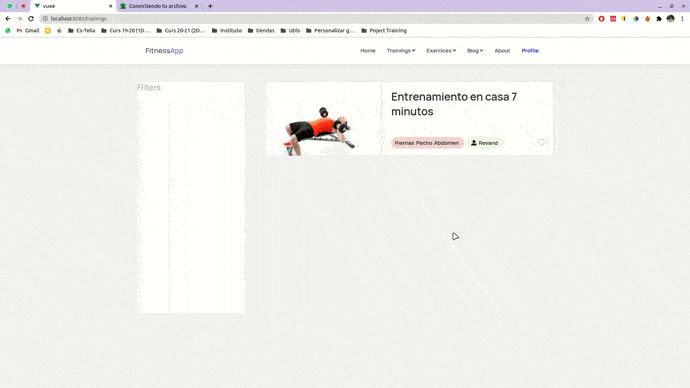 vuee
Convirtiendo tu archivo
localhost:8080/trainings
Gmail
Es-Telia
Curs 19-20 (1D...
Curs 20-21 (2D...
Instituto
tiendas
Utils
Personalizar g...
Poject Training
FitnessApp
Home
Trainings
Exercices
Blog
About
Profile
Filters
Entrenamiento en casa 7
minutos
Piernas Pecho Abdomen
Revand